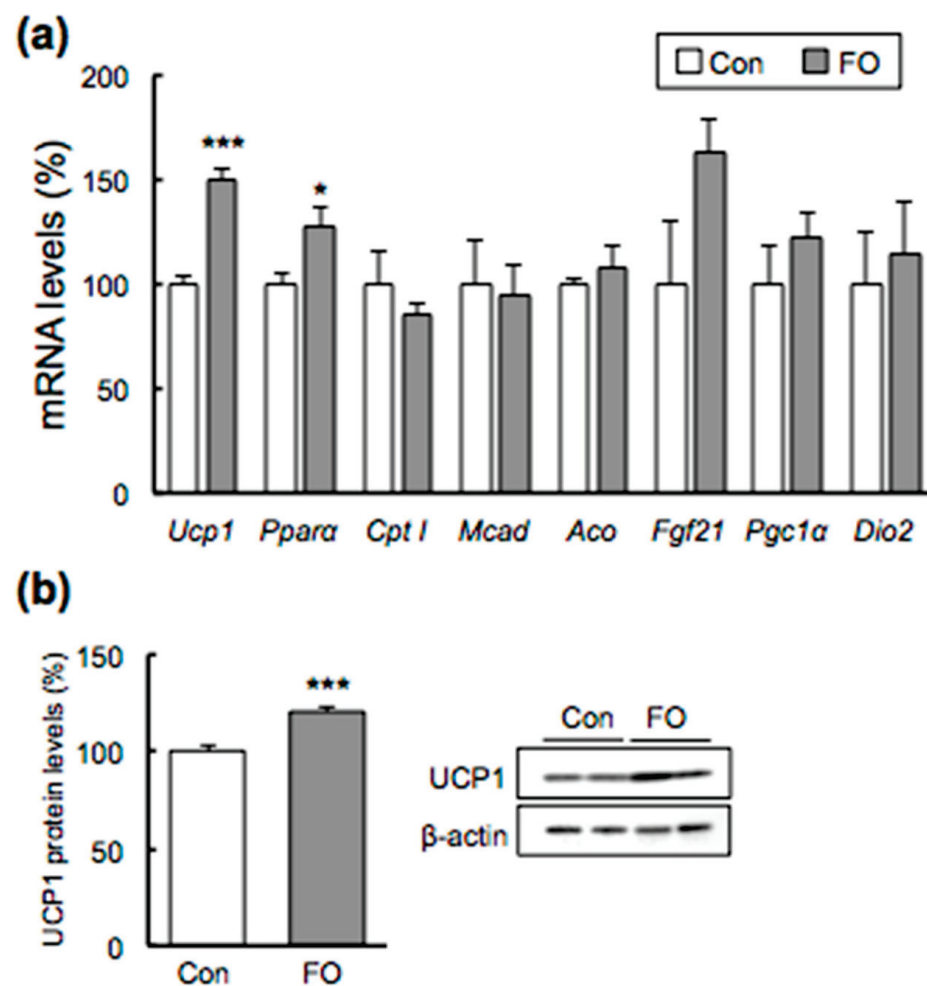 (a)
Con FO
mRNA levels (%)
200
150
100
50
0
***
*
Ucp1 Pparα Cpt I Mcad Aco Fgf21 Pgc1α Dio2
(b)
UCP1 protein levels (%)
150
100
50
0
***
Con FO
Con FO
UCP1
β-actin